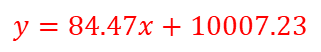 y = 84.47x + 10007.23